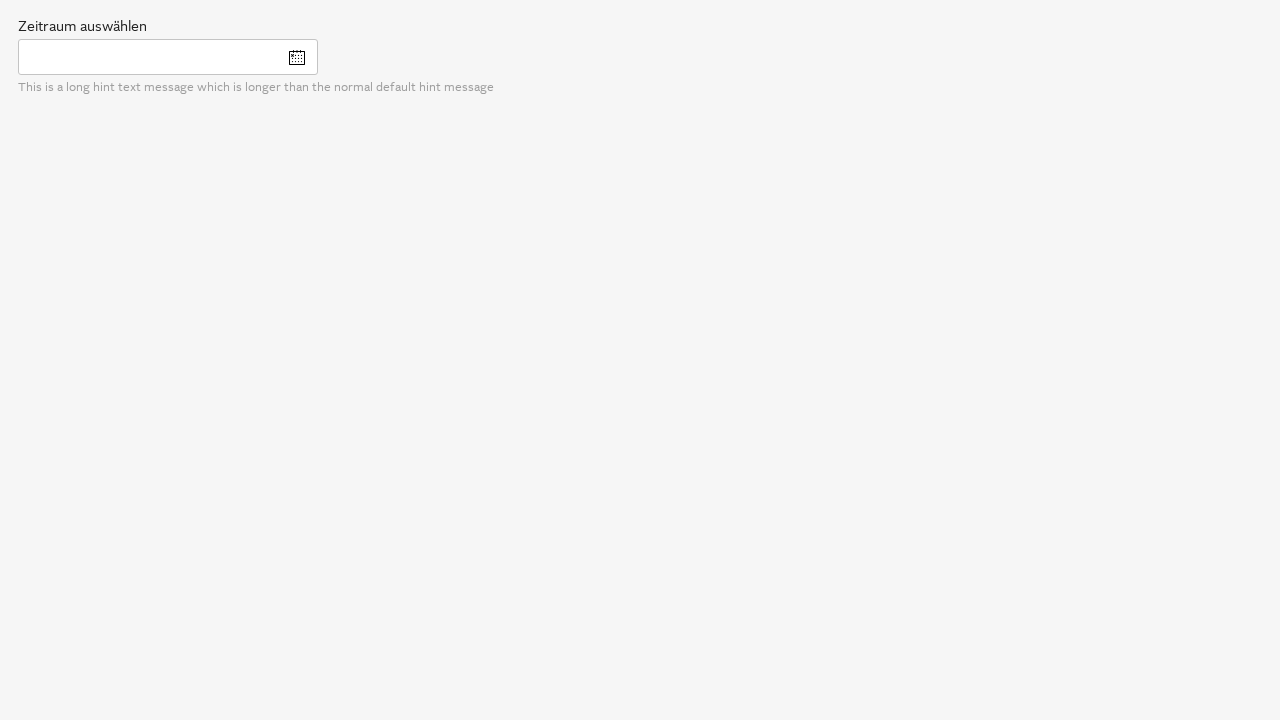 Zeitraum auswählen
This is a long hint text message which is longer than the normal default hint message